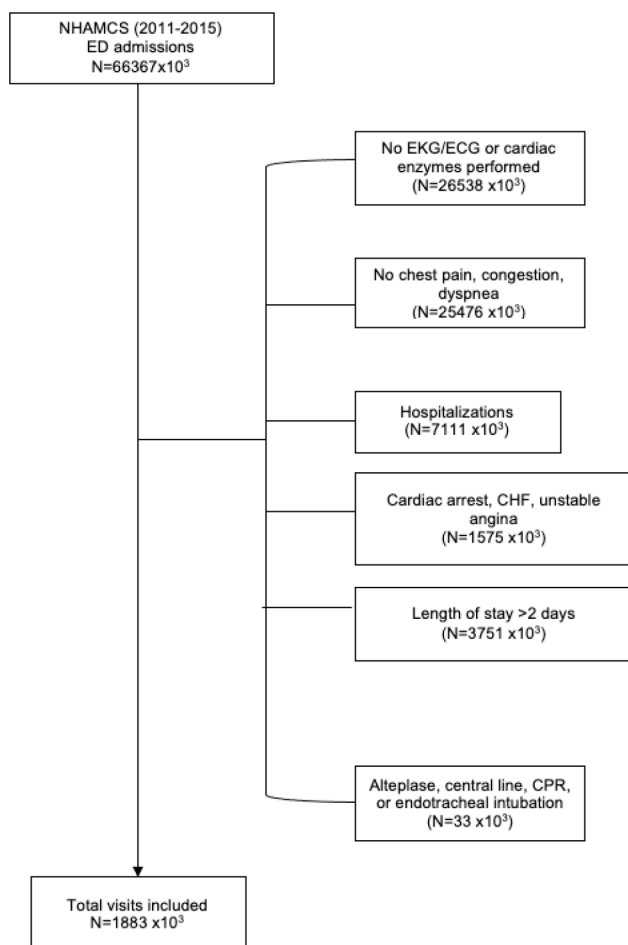 NHAMCS (2011-2015)
ED admissions
N=66367x10³
No EKG/ECG or cardiac
enzymes performed
(N=26538 x10³)
No chest pain, congestion,
dyspnea
(N=25476 x10³)
Hospitalizations
(N=7111 x10³)
Cardiac arrest, CHF, unstable
angina
(N=1575 x10³)
Length of stay >2 days
(N=3751 x10³)
Alteplase, central line, CPR,
or endotracheal intubation
(N=33 x10³)
Total visits included
N=1883 x10³